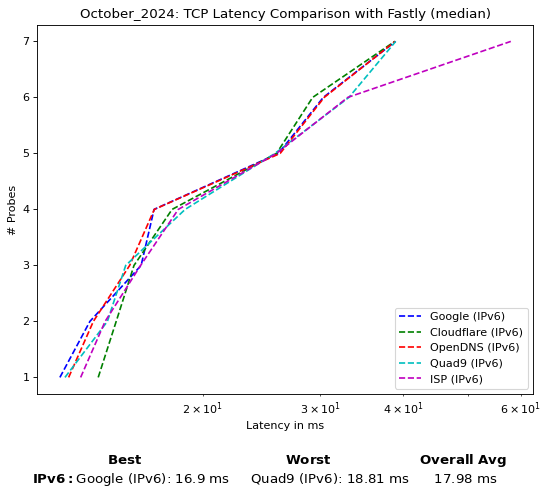 October_2024: TCP Latency Comparison with Fastly (median)
7
6
5
4
3
2
1
# Probes
Google (IPv6)
Cloudflare (IPv6)
OpenDNS (IPv6)
Quad9 (IPv6)
ISP (IPv6)
2 × 10¹ 3 × 10¹ 4 × 10¹ 6 × 10¹
Latency in ms
Best Worst Overall Avg
IPv6: Google (IPv6): 16.9 ms Quad9 (IPv6): 18.81 ms 17.98 ms